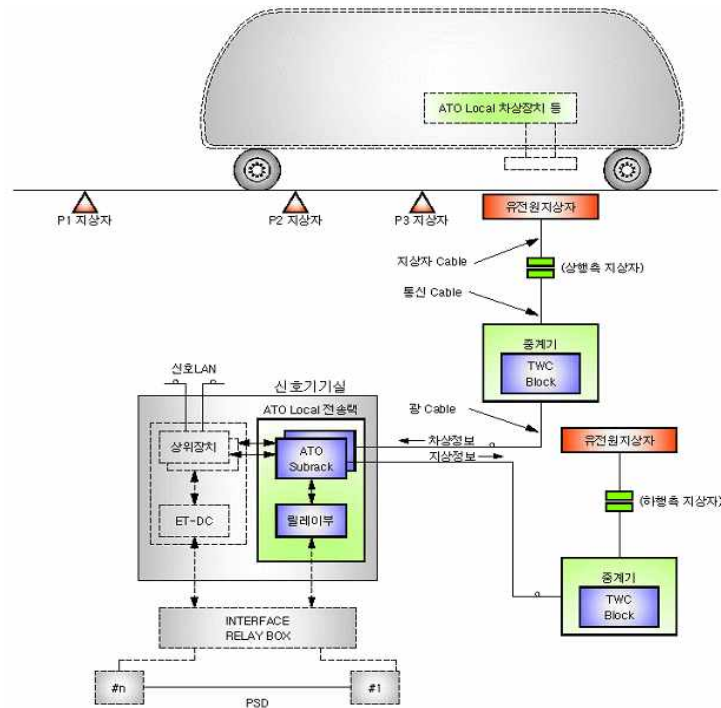 ATO Local 차상장치 등
P1 지상자
P2 지상자
P3 지상자
유전원지상자
지상자 Cable
(상행측 지상자)
통신 Cable
중계기
TWC
Block
신호LAN
신호기기실
ATO Local 전송랙
광 Cable
상위장치
ATO
Subrack
차상정보
지상정보
유전원지상자
ET-DC
릴레이부
(하행측 지상자)
중계기
TWC
Block
INTERFACE
RELAY BOX
#n
#1
PSD